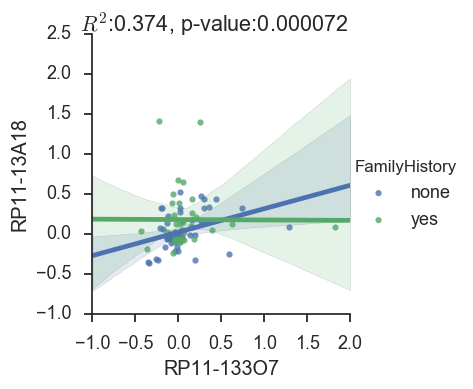 R²:0.374, p-value:0.000072
2.5
2.0
1.5
1.0
0.5
0.0
−0.5
−1.0
RP11-13A18
−1.0 −0.5 0.0 0.5 1.0 1.5 2.0
RP11-133O7
FamilyHistory
none
yes